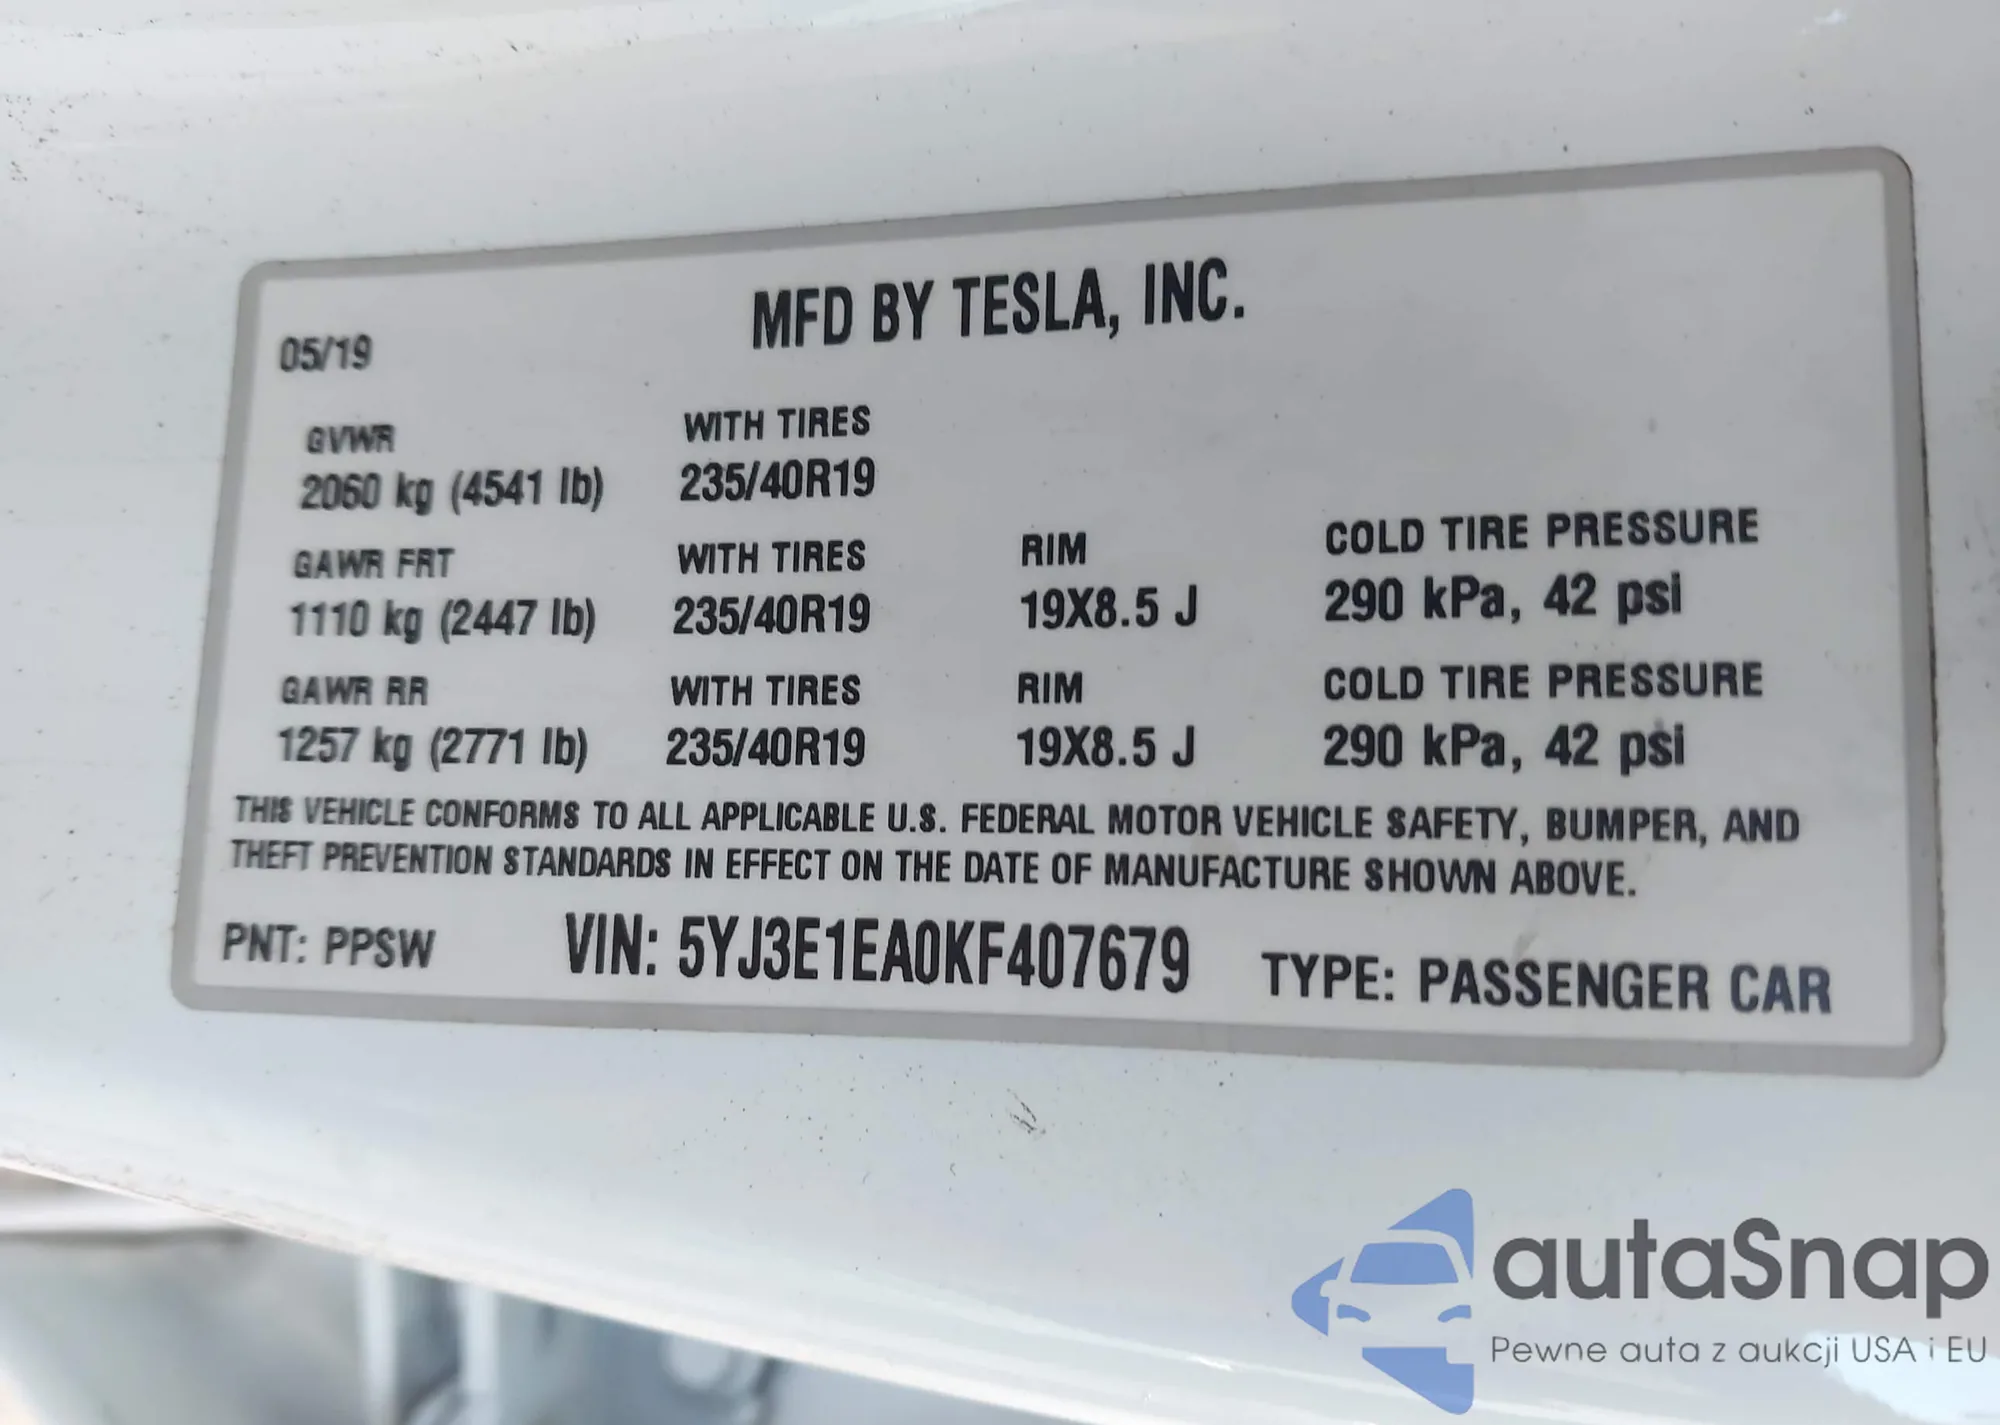 MFD BY TESLA, INC.
05/19
GVWR WITH TIRES
2060 kg (4541 lb) 235/40R19
GAWR FRT WITH TIRES RIM COLD TIRE PRESSURE
1110 kg (2447 lb) 235/40R19 19X8.5 J 290 kPa, 42 psi
GAWR RR WITH TIRES RIM COLD TIRE PRESSURE
1257 kg (2771 lb) 235/40R19 19X8.5 J 290 kPa, 42 psi
THIS VEHICLE CONFORMS TO ALL APPLICABLE U.S. FEDERAL MOTOR VEHICLE SAFETY, BUMPER, AND
THEFT PREVENTION STANDARDS IN EFFECT ON THE DATE OF MANUFACTURE SHOWN ABOVE.
PNT: PPSW VIN: 5YJ3E1EA0KF407679 TYPE: PASSENGER CAR
autaSnap
Pewne auta z aukcji USA i EU